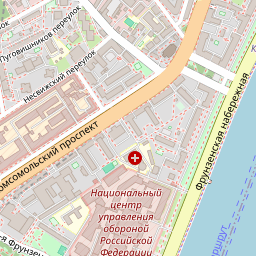 Пуговишников переулок
Несвижский переулок
Комсомольский проспект
Фрунзенская набережная
Национальный
центр
управления
обороной
Российской
Федерации